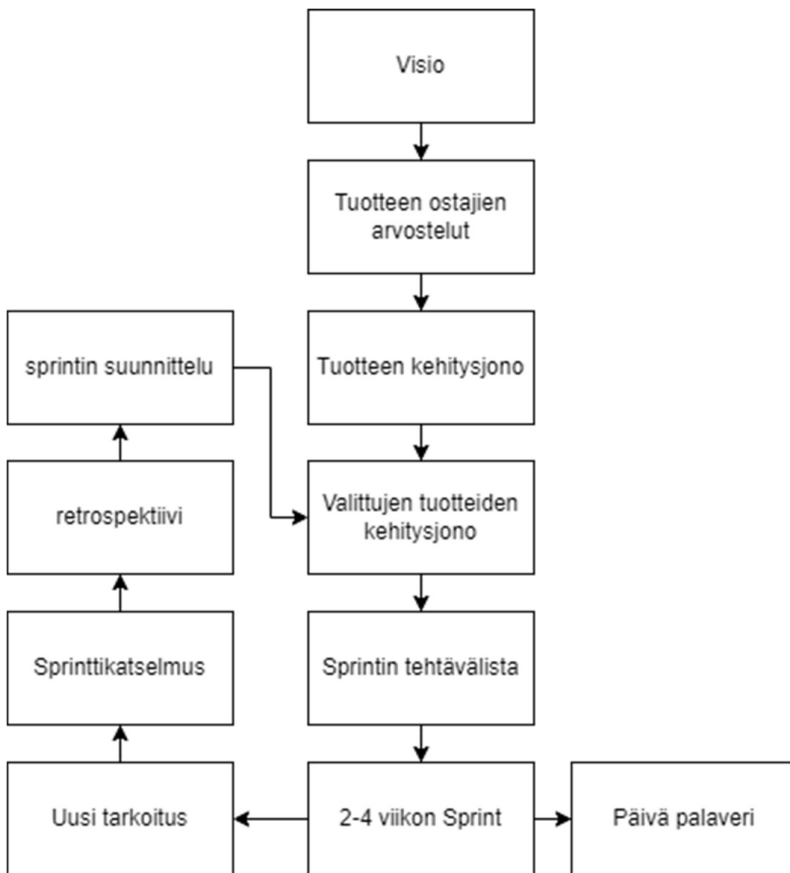 Visio
Tuotteen ostajien
arvostelut
sprintin suunnittelu
Tuotteen kehitysjono
retrospektiivi
Valittujen tuotteiden
kehitysjono
Sprinttikatselmus
Sprintin tehtävälista
Uusi tarkoitus
2-4 viikon Sprint
Päivä palaveri